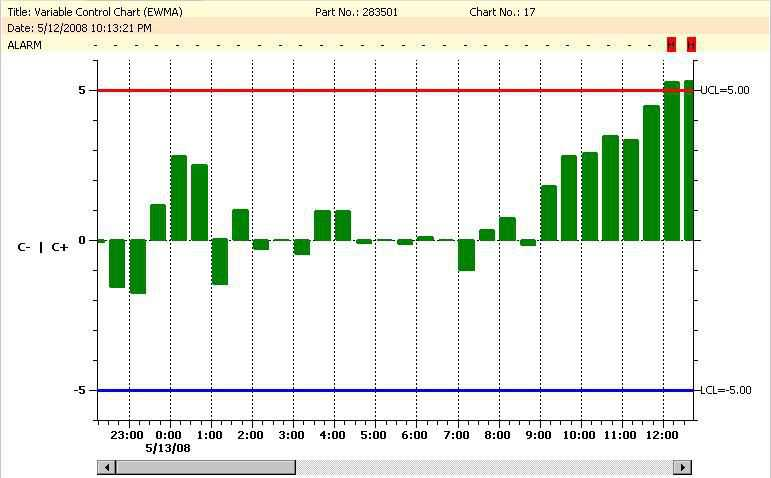 Title: Variable Control Chart (EWMA) Part No.: 283501 Chart No.: 17
Date: 5/12/2008 10:13:21 PM
ALARM - - - - - - - - - - - - - - - - - - - - - - - - - - - - H H
5 UCL=5.00
0
C- | C+
-5 LCL=-5.00
23:00 0:00 1:00 2:00 3:00 4:00 5:00 6:00 7:00 8:00 9:00 10:00 11:00 12:00
5/13/08